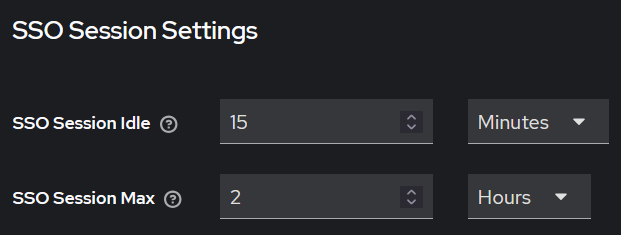 SSO Session Settings
SSO Session Idle ? 15 Minutes
SSO Session Max ? 2 Hours